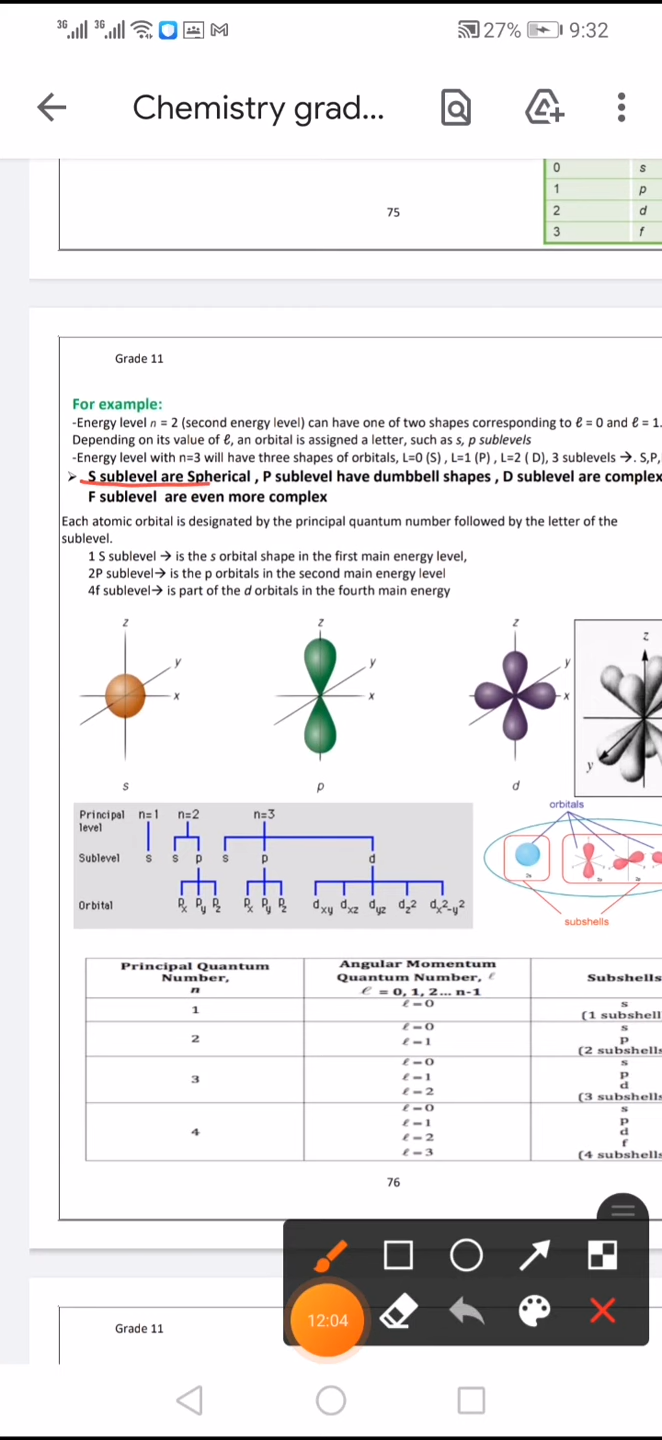 3G 3G 27% 9:32
Chemistry grad...
0 s
1 p
75 2 d
3 f
Grade 11
For example:
-Energy level n = 2 (second energy level) can have one of two shapes corresponding to ℓ = 0 and ℓ = 1.
Depending on its value of ℓ, an orbital is assigned a letter, such as s, p sublevels
-Energy level with n=3 will have three shapes of orbitals, L=0 (S) , L=1 (P) , L=2 ( D), 3 sublevels →. S,P,
➢ S sublevel are Spherical , P sublevel have dumbbell shapes , D sublevel are complex
F sublevel are even more complex
Each atomic orbital is designated by the principal quantum number followed by the letter of the
sublevel.
1 S sublevel → is the s orbital shape in the first main energy level,
2P sublevel→ is the p orbitals in the second main energy level
4f sublevel→ is part of the d orbitals in the fourth main energy
z z z z
y y y
x x x
y
s p d
orbitals
Principal n=1 n=2 n=3
level
Sublevel s s p s p d
Orbital Px Py Pz Px Py Pz dxy dxz dyz dz² dx²-y²
subshells
Principal Quantum Number, n
Angular Momentum Quantum Number, ℓ
ℓ = 0, 1, 2... n-1
Subshells
1 ℓ=0 s
(1 subshell
2 ℓ=0 s
ℓ=1 p
(2 subshells
3 ℓ=0 s
ℓ=1 p
ℓ=2 d
(3 subshells
4 ℓ=0 s
ℓ=1 p
ℓ=2 d
ℓ=3 f
(4 subshells
76
12:04
Grade 11